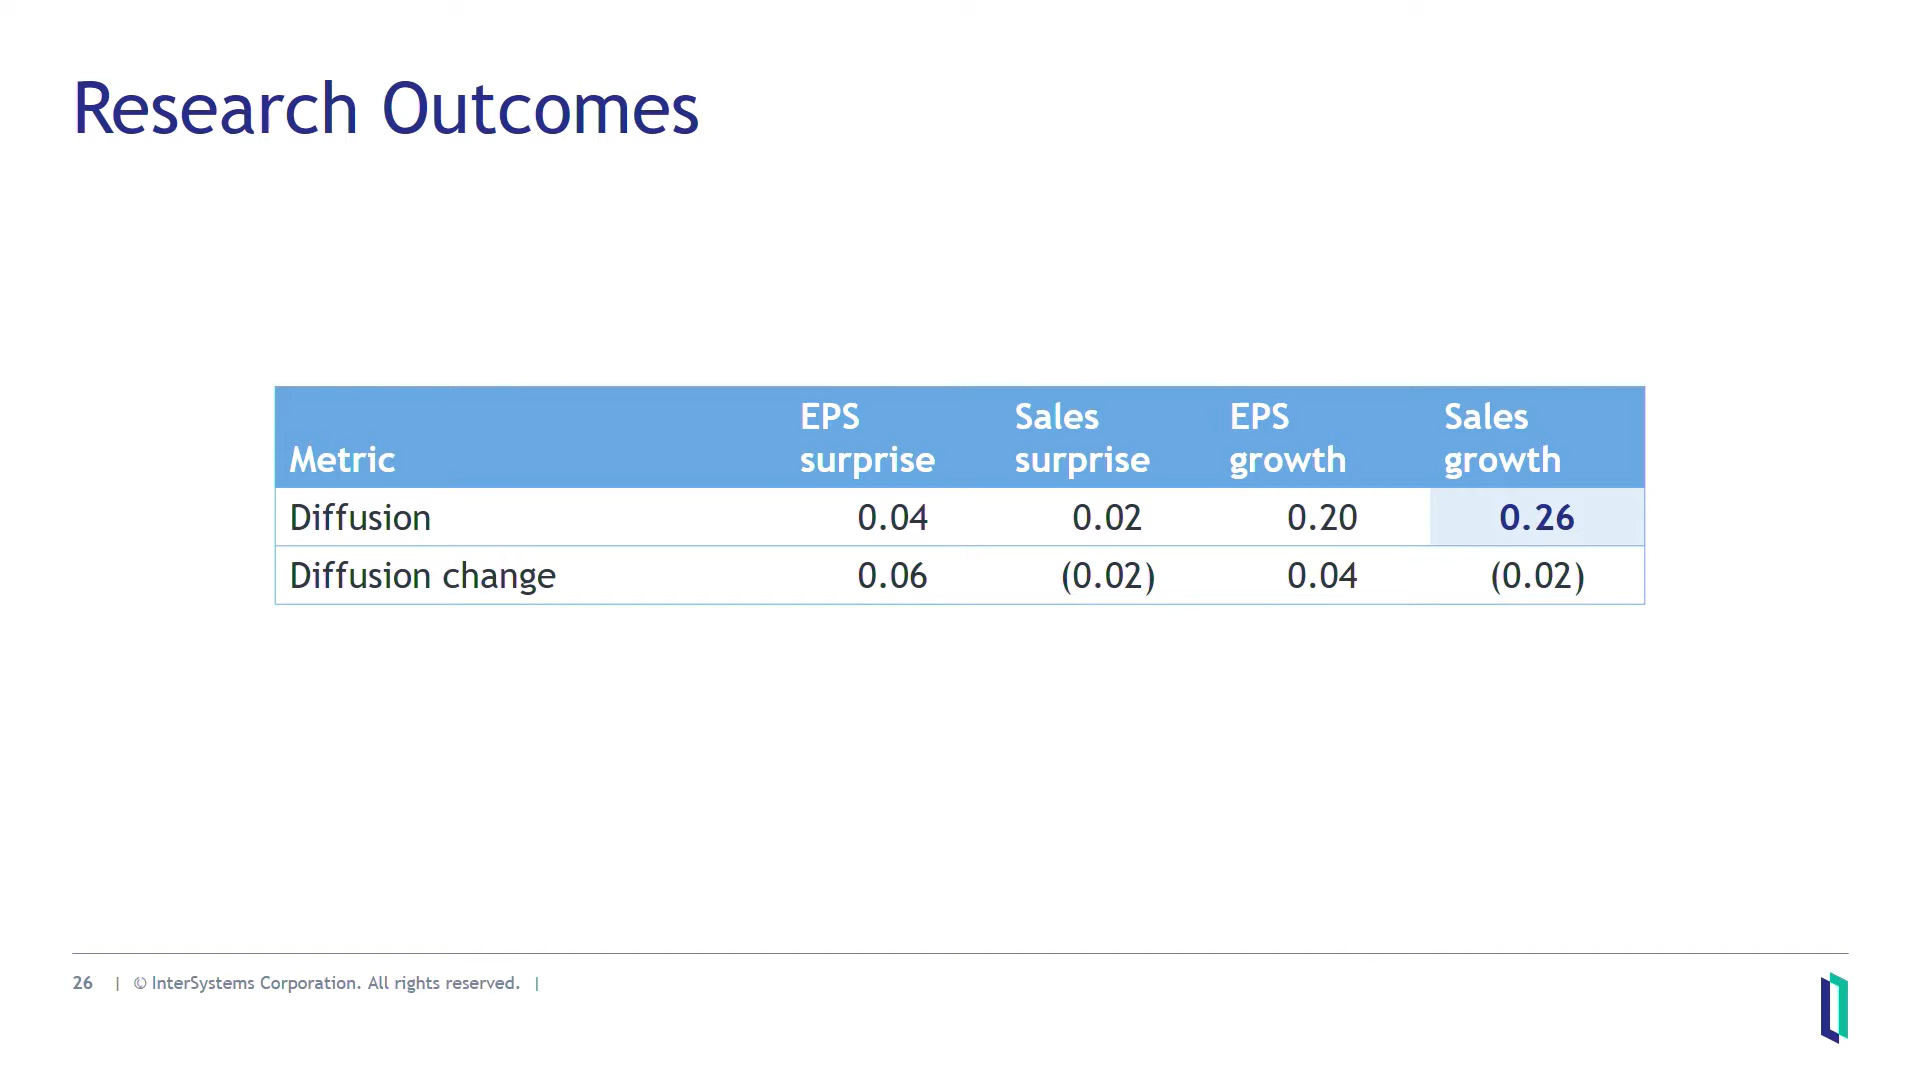 Research Outcomes
Metric EPS surprise Sales surprise EPS growth Sales growth
Diffusion 0.04 0.02 0.20 0.26
Diffusion change 0.06 (0.02) 0.04 (0.02)
26 | © InterSystems Corporation. All rights reserved. |